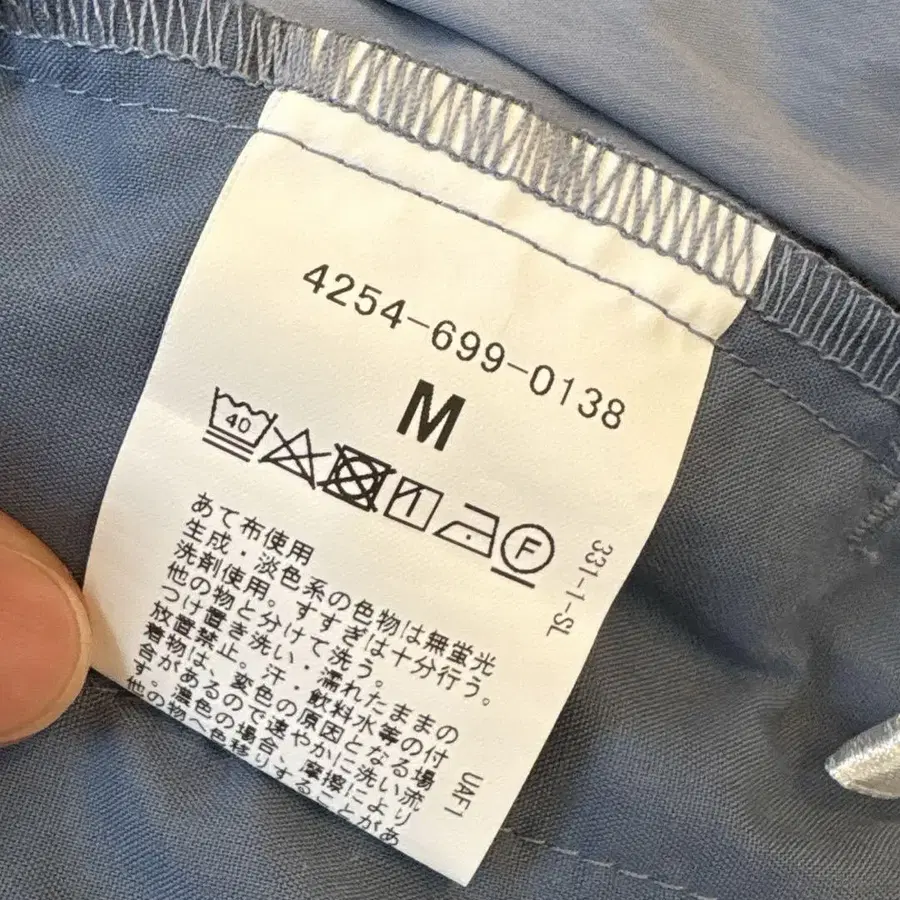 4254-699-0138
M
40
F
331-1-SL
あて布使用
生成・淡色系の色物は無蛍光
洗剤使用。すすぎは十分行う。
他の物と分けて洗う。
つけ置き洗い・濡れたままの
放置禁止。汗・飲料水等の付
着物は、変色の原因となる場
合があるので速やかに洗い流
す。濃色の場合、摩擦により
他の物へ色移りすることがあ
UAF1